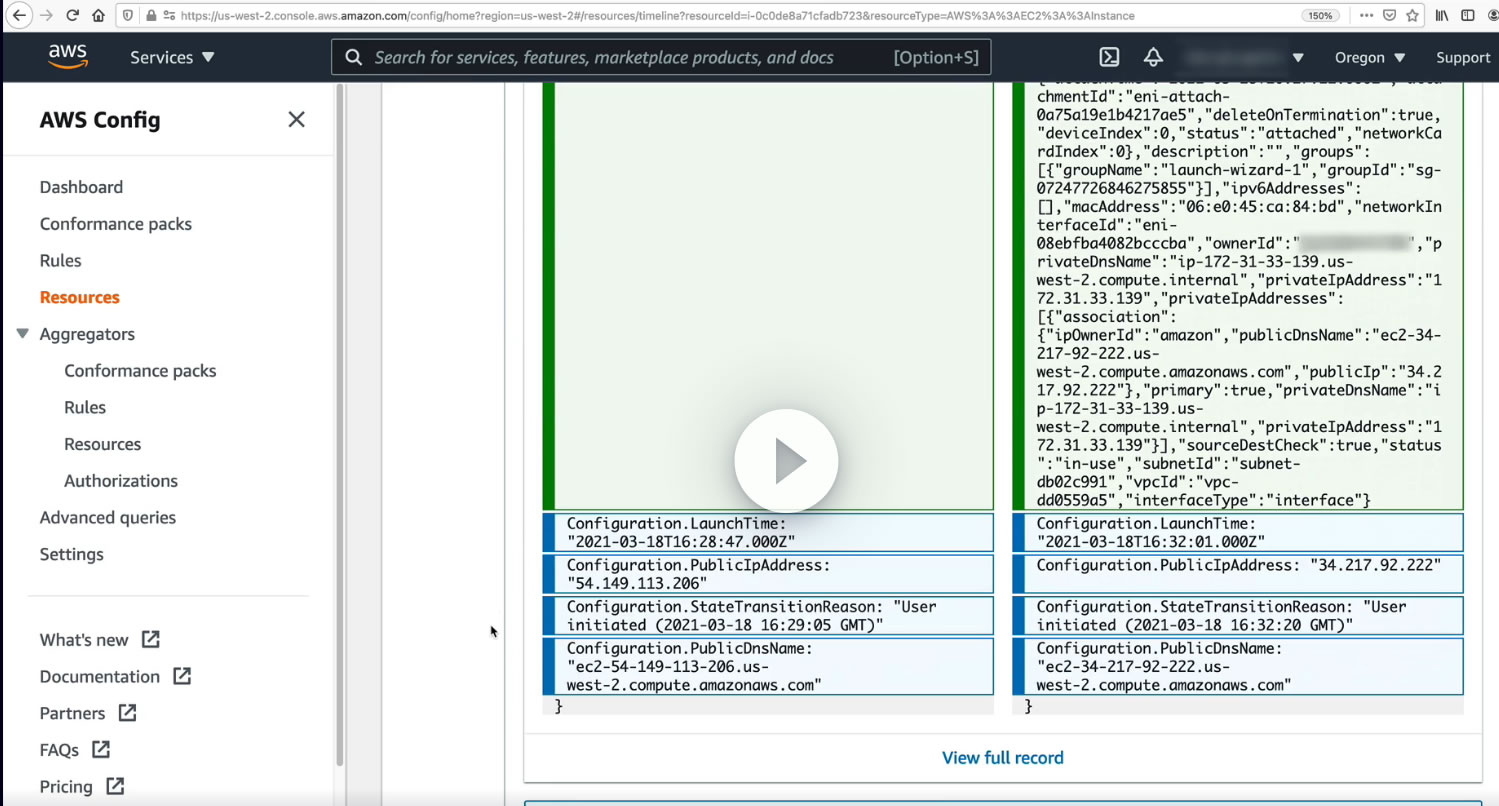 https://us-west-2.console.aws.amazon.com/config/home?region=us-west-2#/resources/timeline?resourceId=i-0c0de8a71cfadb723&resourceType=AWS%3A%3AEC2%3A%3AInstance
150%
aws
Services
Search for services, features, marketplace products, and docs
[Option+S]
Oregon
Support
AWS Config
Dashboard
Conformance packs
Rules
Resources
Aggregators
Conformance packs
Rules
Resources
Authorizations
Advanced queries
Settings
What's new
Documentation
Partners
FAQs
Pricing
chmentId":"eni-attach-
0a75a19e1b4217ae5","deleteOnTermination":true,
"deviceIndex":0,"status":"attached","networkCa
rdIndex":0},"description":"","groups":
[{"groupName":"launch-wizard-1","groupId":"sg-
07247726846275855"}],"ipv6Addresses":
[],"macAddress":"06:e0:45:ca:84:bd","networkIn
terfaceId":"eni-
08ebfba4082bcccba","ownerId":" ","p
rivateDnsName":"ip-172-31-33-139.us-
west-2.compute.internal","privateIpAddress":"1
72.31.33.139","privateIpAddresses":
[{"association":
{"ipOwnerId":"amazon","publicDnsName":"ec2-34-
217-92-222.us-
west-2.compute.amazonaws.com","publicIp":"34.2
17.92.222"},"primary":true,"privateDnsName":"i
p-172-31-33-139.us-
west-2.compute.internal","privateIpAddress":"1
72.31.33.139"}],"sourceDestCheck":true,"status
":"in-use","subnetId":"subnet-
db02c991","vpcId":"vpc-
dd0559a5","interfaceType":"interface"}
Configuration.LaunchTime:
"2021-03-18T16:28:47.000Z"
Configuration.LaunchTime:
"2021-03-18T16:32:01.000Z"
Configuration.PublicIpAddress:
"54.149.113.206"
Configuration.PublicIpAddress: "34.217.92.222"
Configuration.StateTransitionReason: "User
initiated (2021-03-18 16:29:05 GMT)"
Configuration.StateTransitionReason: "User
initiated (2021-03-18 16:32:20 GMT)"
Configuration.PublicDnsName:
"ec2-54-149-113-206.us-
west-2.compute.amazonaws.com"
Configuration.PublicDnsName:
"ec2-34-217-92-222.us-
west-2.compute.amazonaws.com"
}
}
View full record